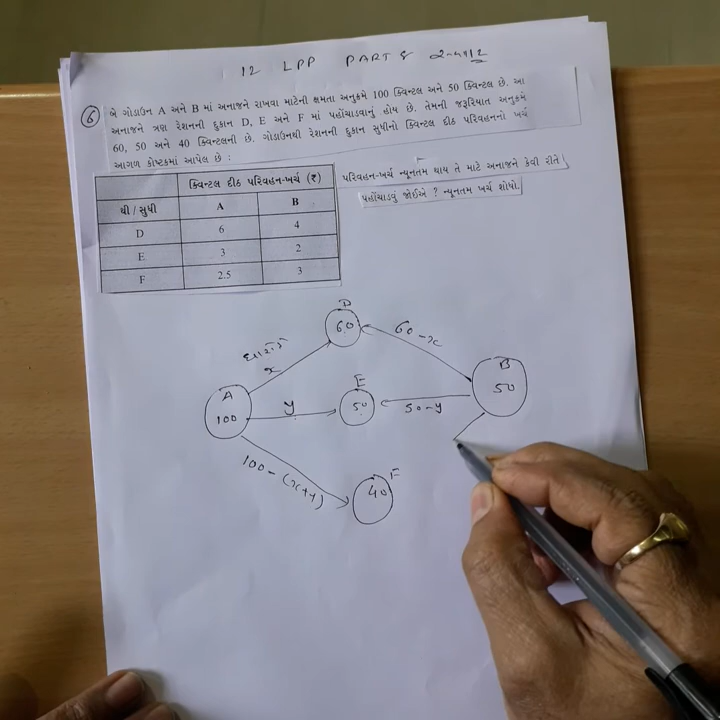 12 LPP PART 8
6 બે ગોડાઉન A અને B માં અનાજને રાખવા માટેની ક્ષમતા અનુક્રમે 100 ક્વિન્ટલ અને 50 ક્વિન્ટલ છે. આ
અનાજને ત્રણ રેશનની દુકાન D, E અને F માં પહોંચાડવાનું હોય છે. તેમની જરૂરિયાત અનુક્રમે
60, 50 અને 40 ક્વિન્ટલની છે. ગોડાઉનથી રેશનની દુકાન સુધીનો ક્વિન્ટલ દીઠ પરિવહનનો ખર્ચ
આગળ કોષ્ટકમાં આપેલ છે :
ક્વિન્ટલ દીઠ પરિવહન-ખર્ચ (₹)
થી / સુધી A B
D 6 4
E 3 2
F 2.5 3
પરિવહન-ખર્ચ ન્યૂનતમ થાય તે માટે અનાજને કેવી રીતે
પહોંચાડવું જોઈએ ? ન્યૂનતમ ખર્ચ શોધો.
D
60
ધારોકે
x
60-x
A
100
y
E
50
50-y
B
50
100-(x+y)
F
40